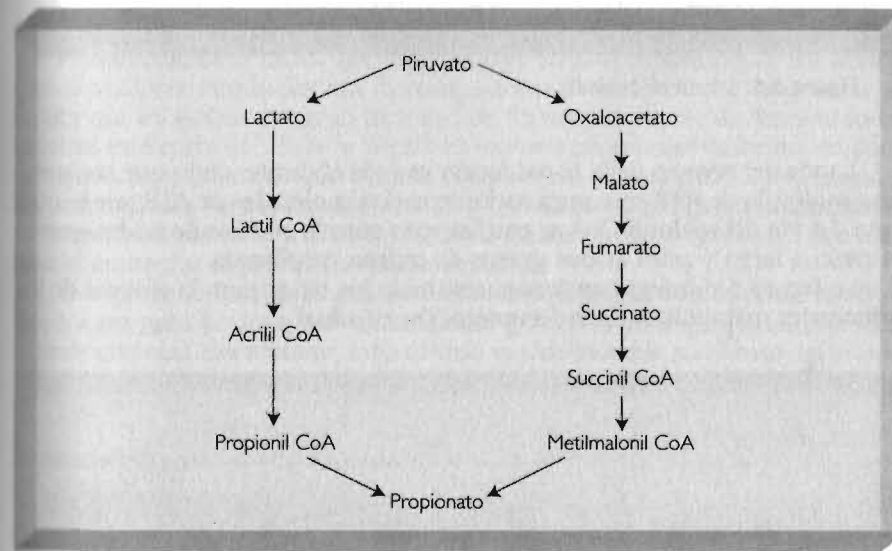 Piruvato
Lactato Oxaloacetato
Malato
Lactil CoA
Fumarato
Acrilil CoA Succinato
Succinil CoA
Propionil CoA Metilmalonil CoA
Propionato